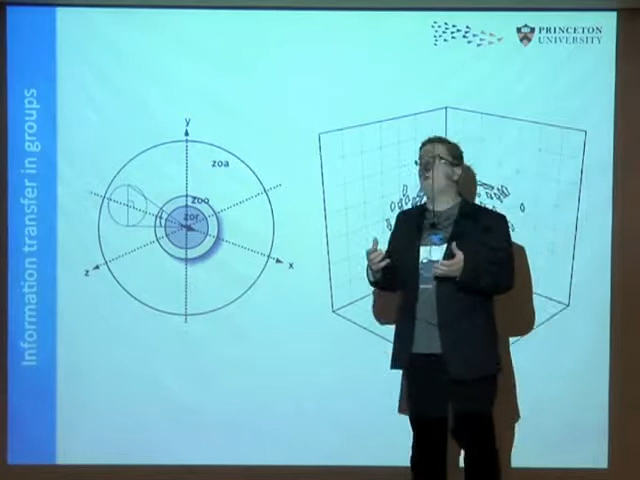 PRINCETON
UNIVERSITY
Information transfer in groups
y
zoa
zoo
zor
z
x